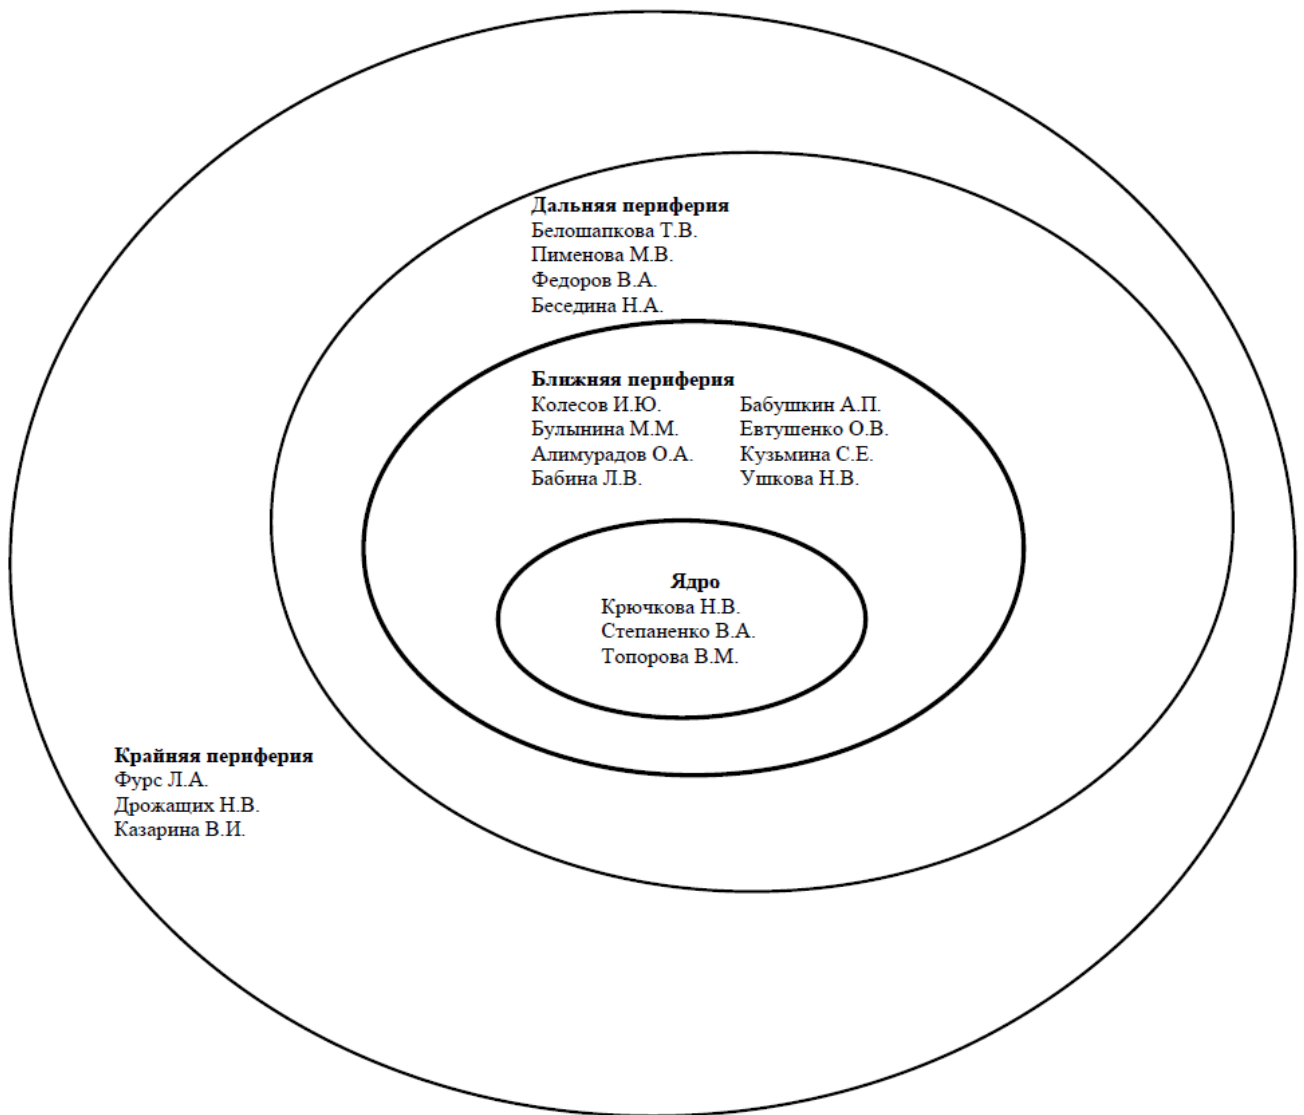 Дальняя периферия
Белошапкова Т.В.
Пименова М.В.
Федоров В.А.
Беседина Н.А.
Ближняя периферия
Колесов И.Ю. Бабушкин А.П.
Булынина М.М. Евтушенко О.В.
Алимурадов О.А. Кузьмина С.Е.
Бабина Л.В. Ушкова Н.В.
Ядро
Крючкова Н.В.
Степаненко В.А.
Топорова В.М.
Крайняя периферия
Фурс Л.А.
Дрожащих Н.В.
Казарина В.И.